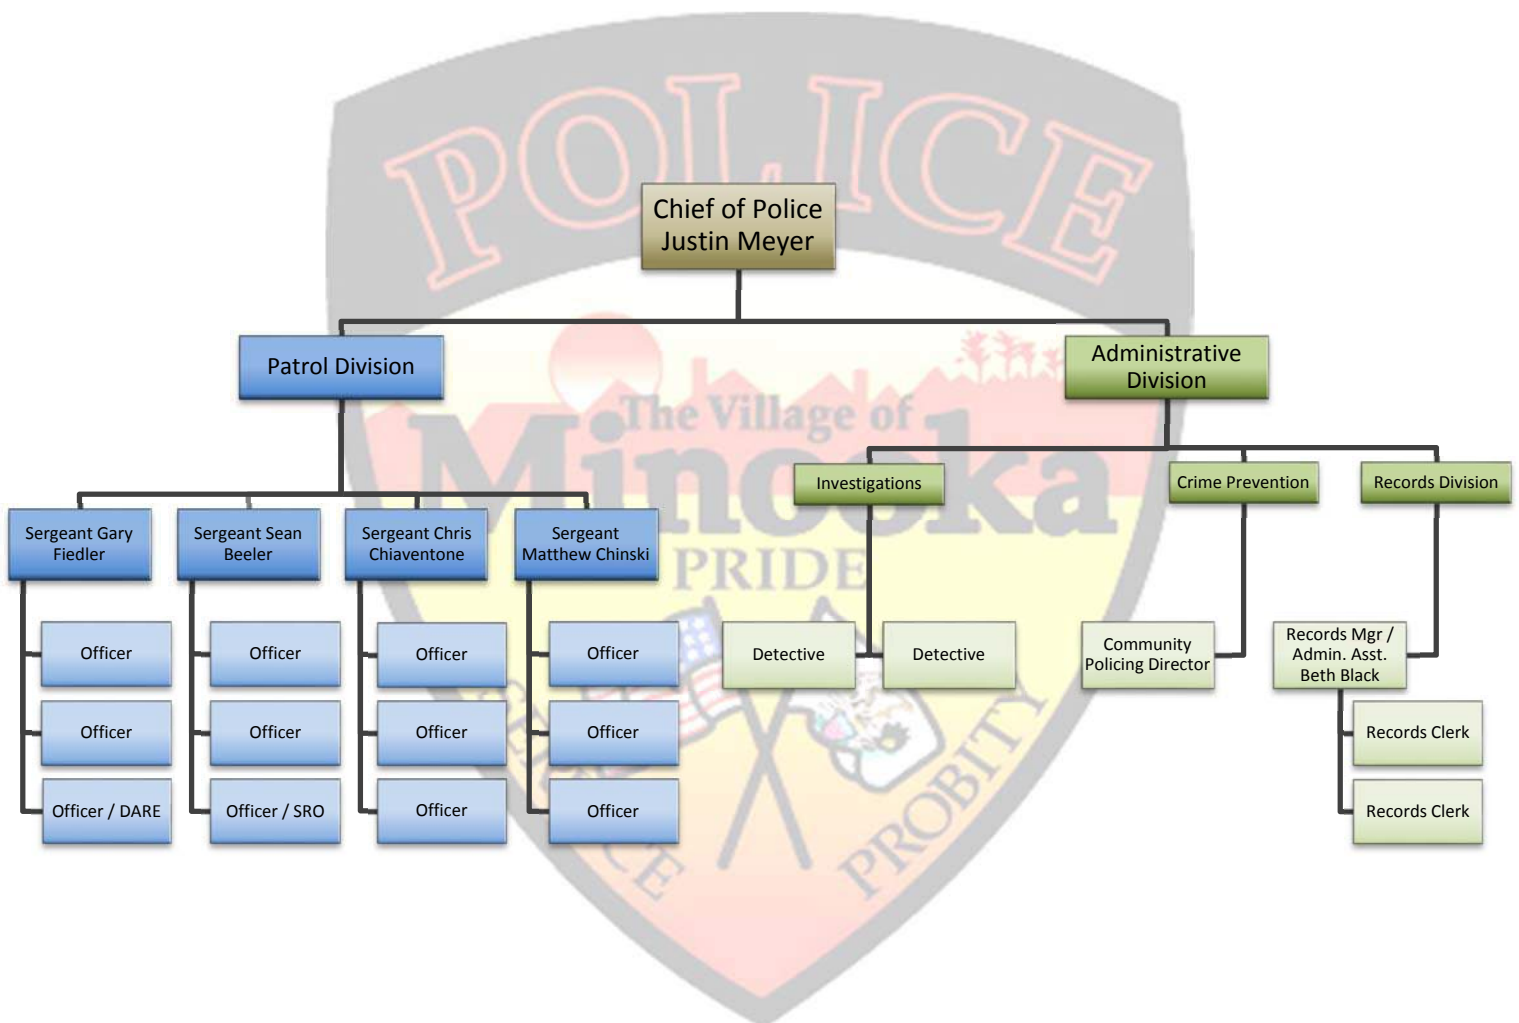 POLICE
Chief of Police
Justin Meyer
Patrol Division
Administrative
Division
The Village of
Minooka
PRIDE
SERVICE
PROBITY
Investigations
Crime Prevention
Records Division
Sergeant Gary
Fiedler
Sergeant Sean
Beeler
Sergeant Chris
Chiaventone
Sergeant
Matthew Chinski
Officer
Officer
Officer / DARE
Officer
Officer
Officer / SRO
Officer
Officer
Officer
Officer
Officer
Officer
Detective
Detective
Community
Policing Director
Records Mgr /
Admin. Asst.
Beth Black
Records Clerk
Records Clerk